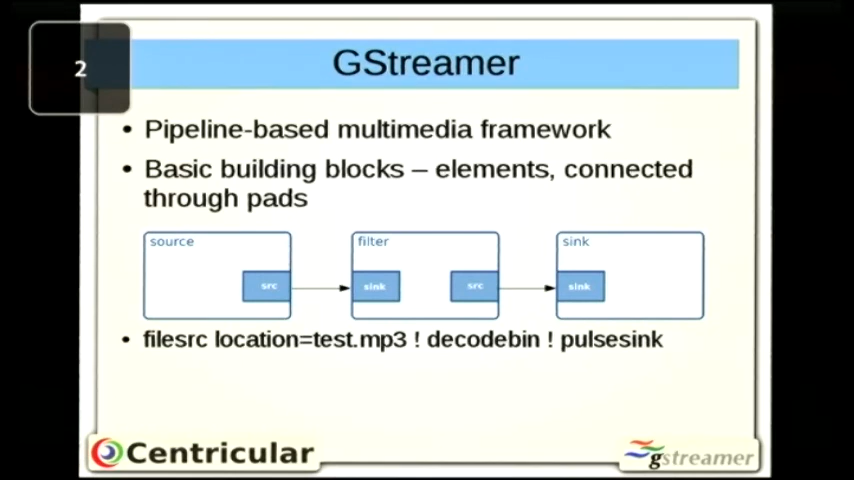 2
GStreamer
• Pipeline-based multimedia framework
• Basic building blocks – elements, connected
through pads
source
filter
sink
src
sink
src
sink
• filesrc location=test.mp3 ! decodebin ! pulsesink
Centricular
gstreamer